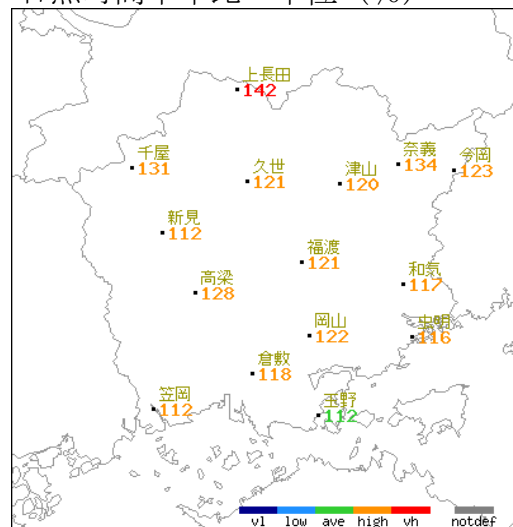 上長田
142
千屋
131
久世
121
津山
120
奈義
134
今岡
123
新見
112
福渡
121
高梁
128
和気
117
岡山
122
虫明
116
倉敷
118
笠岡
112
玉野
112
vl low ave high vh notdef